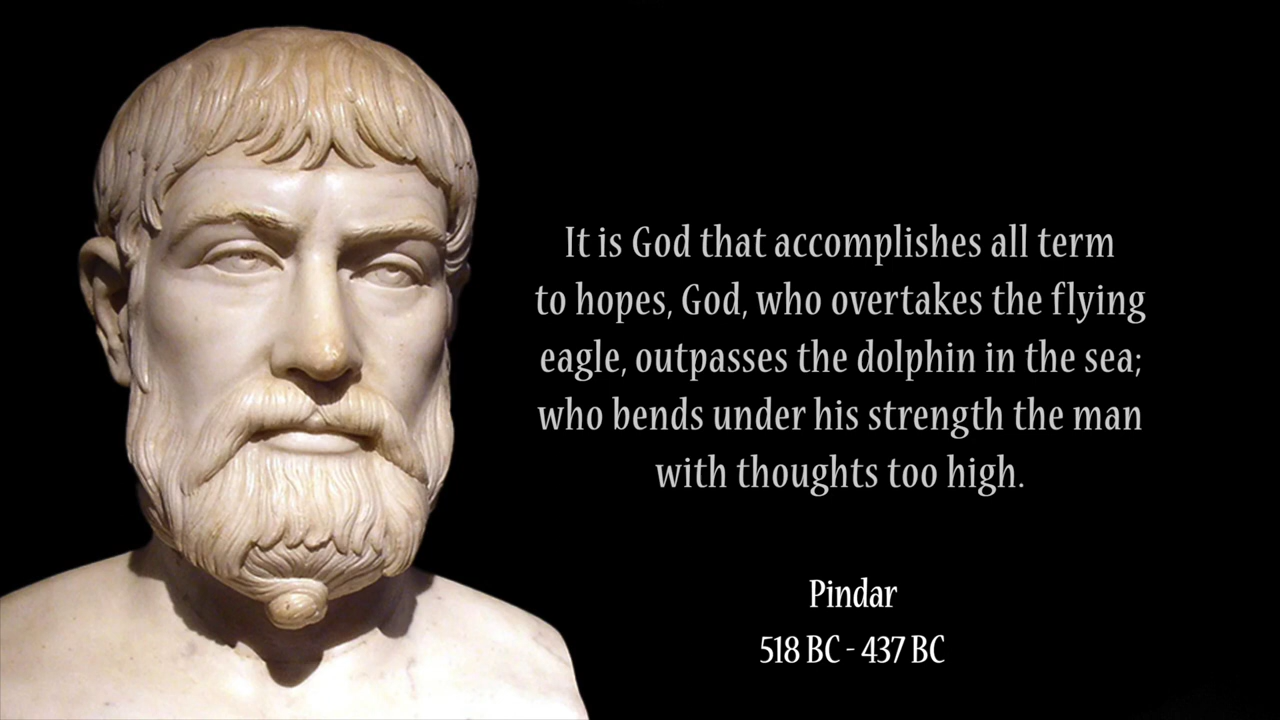 It is God that accomplishes all term
to hopes, God, who overtakes the flying
eagle, outpasses the dolphin in the sea;
who bends under his strength the man
with thoughts too high.
Pindar
518 BC - 437 BC